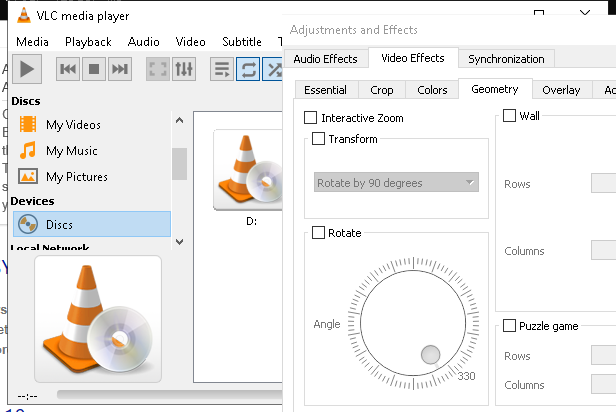 VLC media player
Media Playback Audio Video Subtitle T
Discs
My Videos
My Music
My Pictures
Devices
Discs
Local Network
D:
--:--
Adjustments and Effects
Audio Effects Video Effects Synchronization
Essential Crop Colors Geometry Overlay
Interactive Zoom
Transform
Rotate by 90 degrees
Rotate
Angle
330
Wall
Rows
Columns
Puzzle game
Rows
Columns